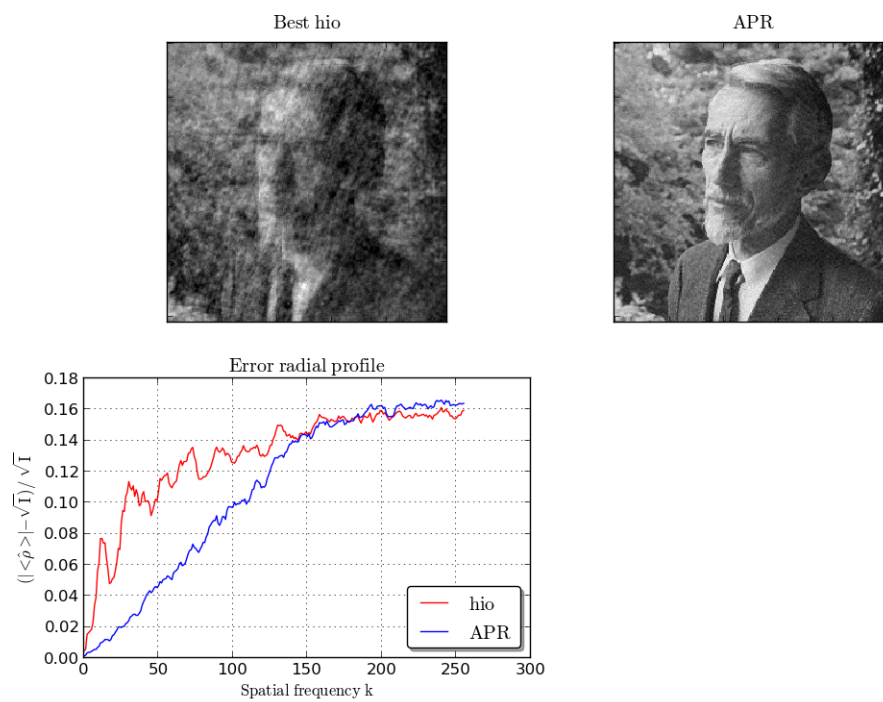 Best hio
APR
Error radial profile
0.18
0.16
0.14
0.12
0.10
0.08
0.06
0.04
0.02
0.00
(|<ρ̂>|−√I)/√I
hio
APR
0
50
100
150
200
250
300
Spatial frequency k